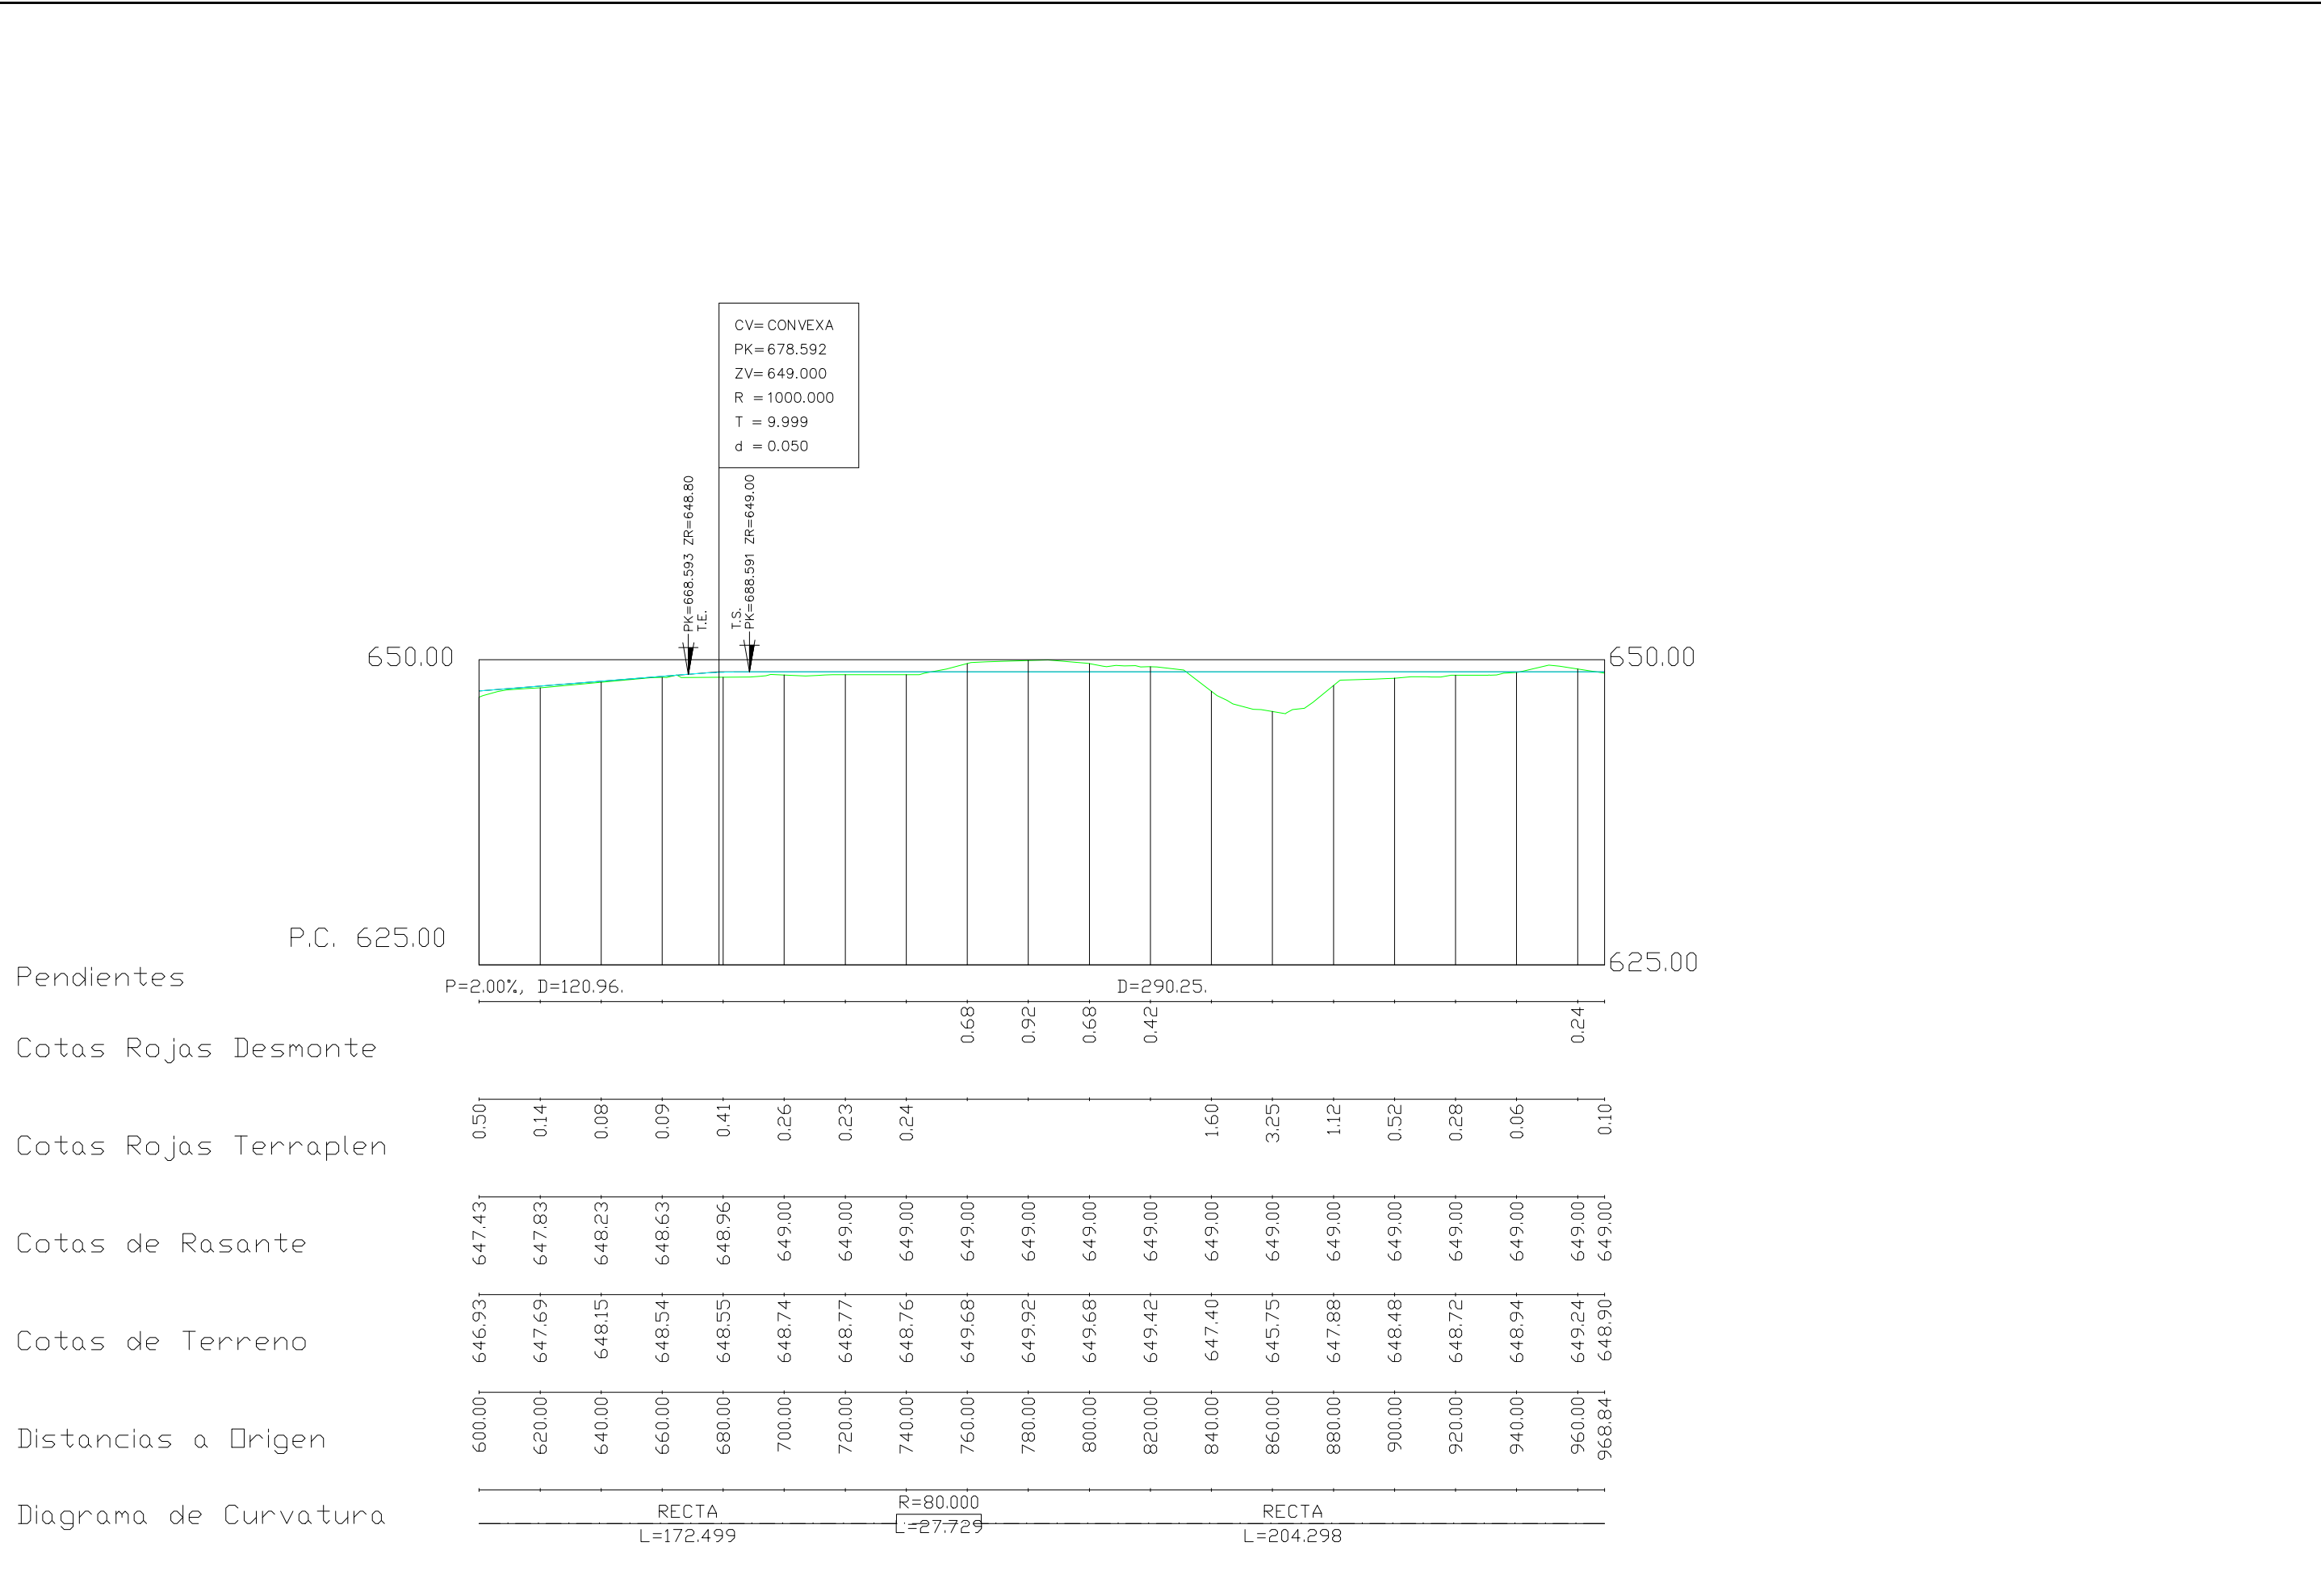 CV= CONVEXA
PK=678.592
ZV= 649.000
R =1000.000
T = 9.999
d = 0.050
PK=668.593 ZR=648.80
T.E.
T.S.
PK=688.591 ZR=649.00
650.00 650.00
P.C. 625.00 625.00
Pendientes P=2.00%, D=120.96. D=290.25.
Cotas Rojas Desmonte 0.68 0.92 0.68 0.42 0.24
Cotas Rojas Terraplen 0.50 0.14 0.08 0.09 0.41 0.26 0.23 0.24 1.60 3.25 1.12 0.52 0.28 0.06 0.10
Cotas de Rasante 647.43 647.83 648.23 648.63 648.96 649.00 649.00 649.00 649.00 649.00 649.00 649.00 649.00 649.00 649.00 649.00 649.00 649.00 649.00 649.00
Cotas de Terreno 646.93 647.69 648.15 648.54 648.55 648.74 648.77 648.76 649.68 649.92 649.68 649.42 647.40 645.75 647.88 648.48 648.72 648.94 649.24 648.90
Distancias a Origen 600.00 620.00 640.00 660.00 680.00 700.00 720.00 740.00 760.00 780.00 800.00 820.00 840.00 860.00 880.00 900.00 920.00 940.00 960.00 968.84
Diagrama de Curvatura
RECTA R=80.000 RECTA
L=172.499 L=27.729 L=204.298